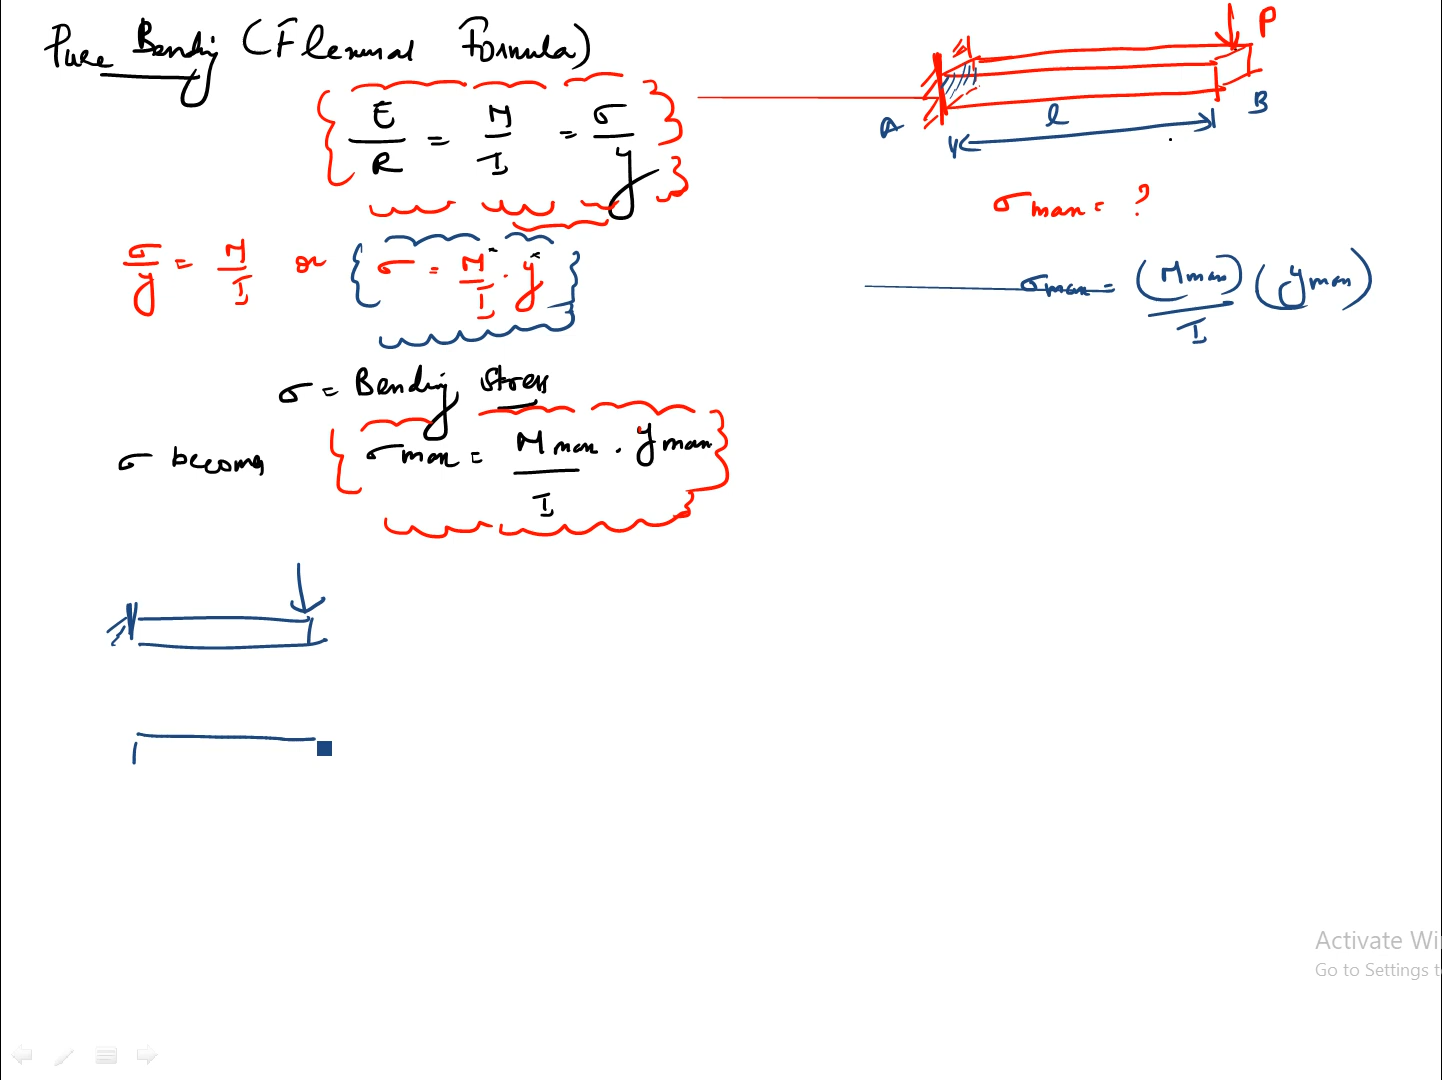 Pure Bending (Flexural Formula)
E/R = M/I = σ/y
σ/y = M/I or σ = M/I · y
σ = Bending Stress
σ becomes σmax = Mmax/I · ymax
P
A
B
l
σmax = ?
σmax = (Mmax)/I (ymax)
Activate Wi
Go to Settings t